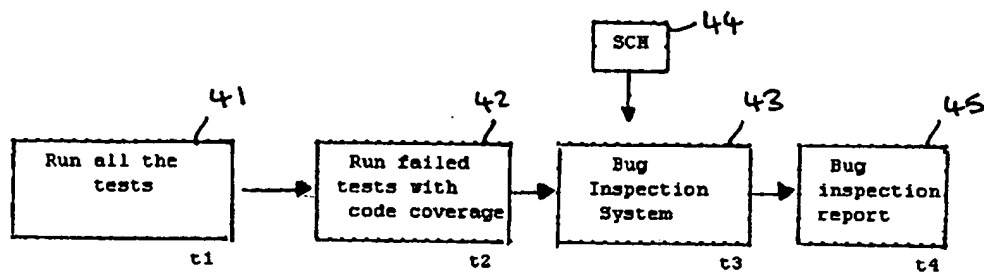 SCM
44
41
Run all the
tests
t1
42
Run failed
tests with
code coverage
t2
43
Bug
Inspection
System
t3
45
Bug
inspection
report
t4